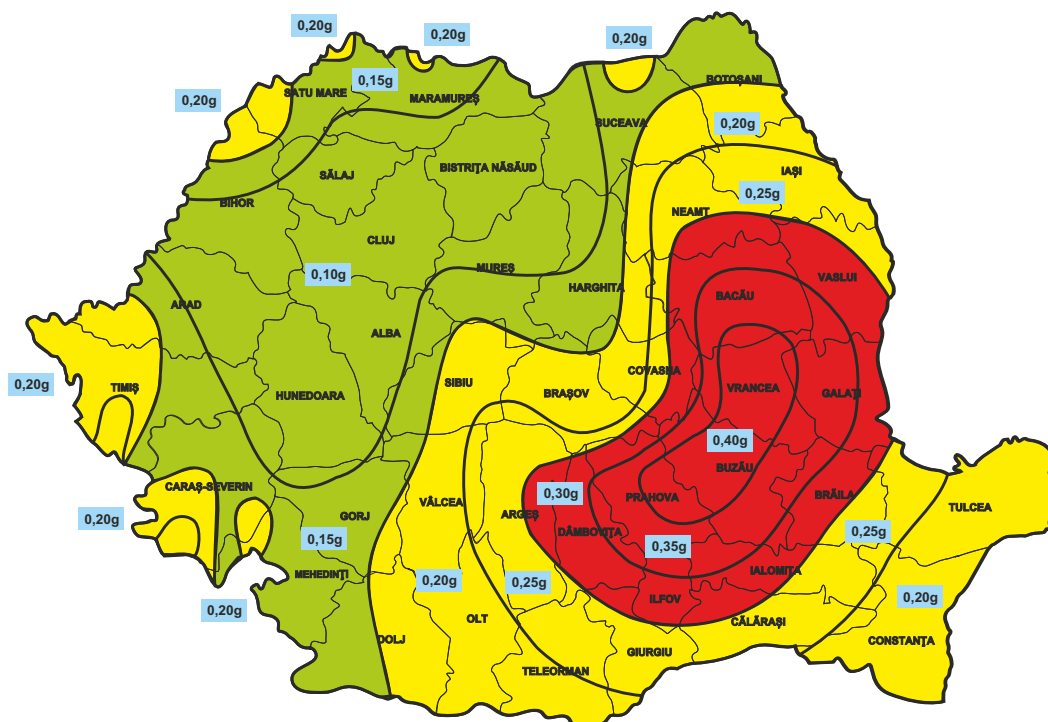 0,20g
0,20g
0,20g
0,15g
BOTOȘANI
SATU MARE
MARAMUREȘ
0,20g
SUCEAVA
0,20g
BISTRIȚA NĂSĂUD
IAȘI
SĂLAJ
0,25g
BIHOR
NEAMȚ
CLUJ
MUREȘ
0,10g
VASLUI
HARGHITA
BACĂU
ARAD
ALBA
COVASNA
0,20g
TIMIȘ
SIBIU
BRAȘOV
VRANCEA
GALAȚI
HUNEDOARA
0,40g
BUZĂU
CARAȘ-SEVERIN
0,30g
PRAHOVA
BRĂILA
VÂLCEA
TULCEA
GORJ
ARGEȘ
0,20g
DÂMBOVIȚA
0,25g
0,15g
0,35g
MEHEDINȚI
IALOMIȚA
0,20g
0,25g
ILFOV
0,20g
0,20g
OLT
CĂLĂRAȘI
DOLJ
CONSTANȚA
GIURGIU
TELEORMAN